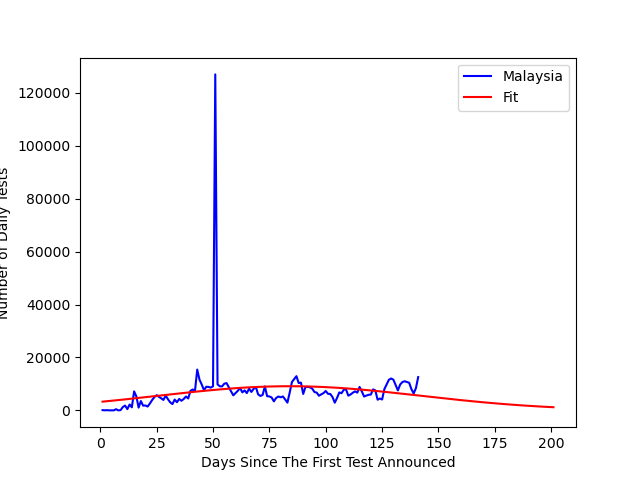 Malaysia
Fit
120000
100000
80000
60000
40000
20000
0
Number of Daily Tests
0 25 50 75 100 125 150 175 200
Days Since The First Test Announced